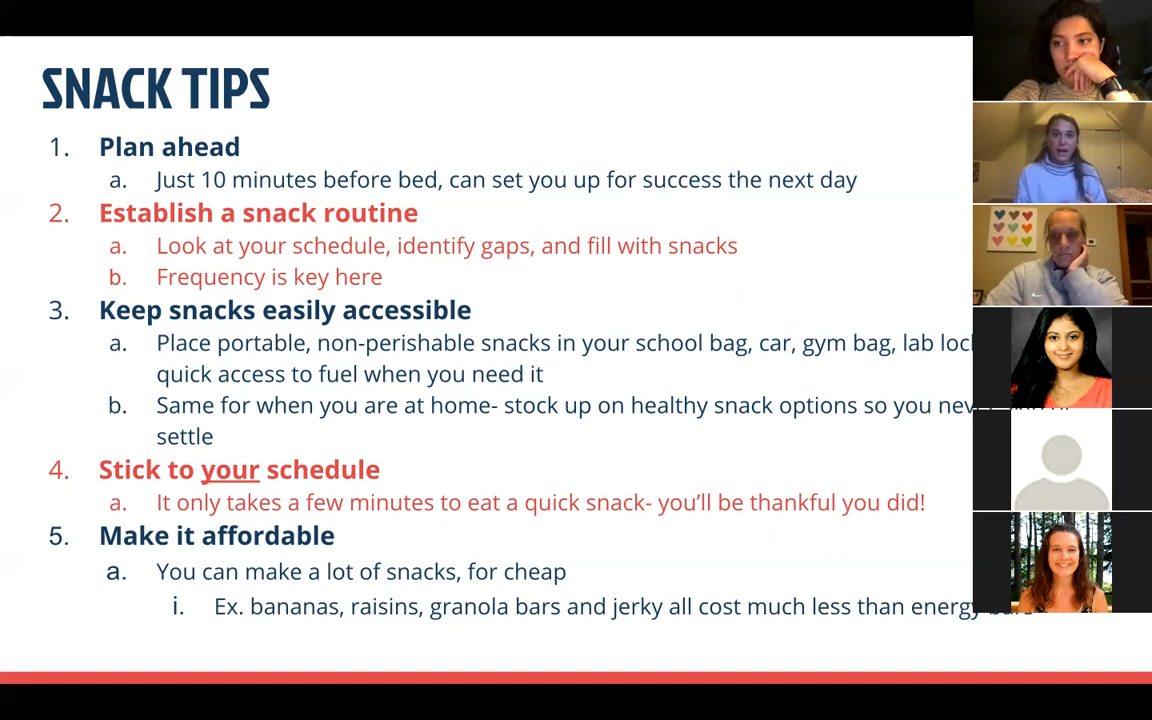 SNACK TIPS
1. Plan ahead
a. Just 10 minutes before bed, can set you up for success the next day
2. Establish a snack routine
a. Look at your schedule, identify gaps, and fill with snacks
b. Frequency is key here
3. Keep snacks easily accessible
a. Place portable, non-perishable snacks in your school bag, car, gym bag, lab
quick access to fuel when you need it
b. Same for when you are at home- stock up on healthy snack options so you
settle
4. Stick to your schedule
a. It only takes a few minutes to eat a quick snack- you’ll be thankful you did!
5. Make it affordable
a. You can make a lot of snacks, for cheap
i. Ex. bananas, raisins, granola bars and jerky all cost much less than energy